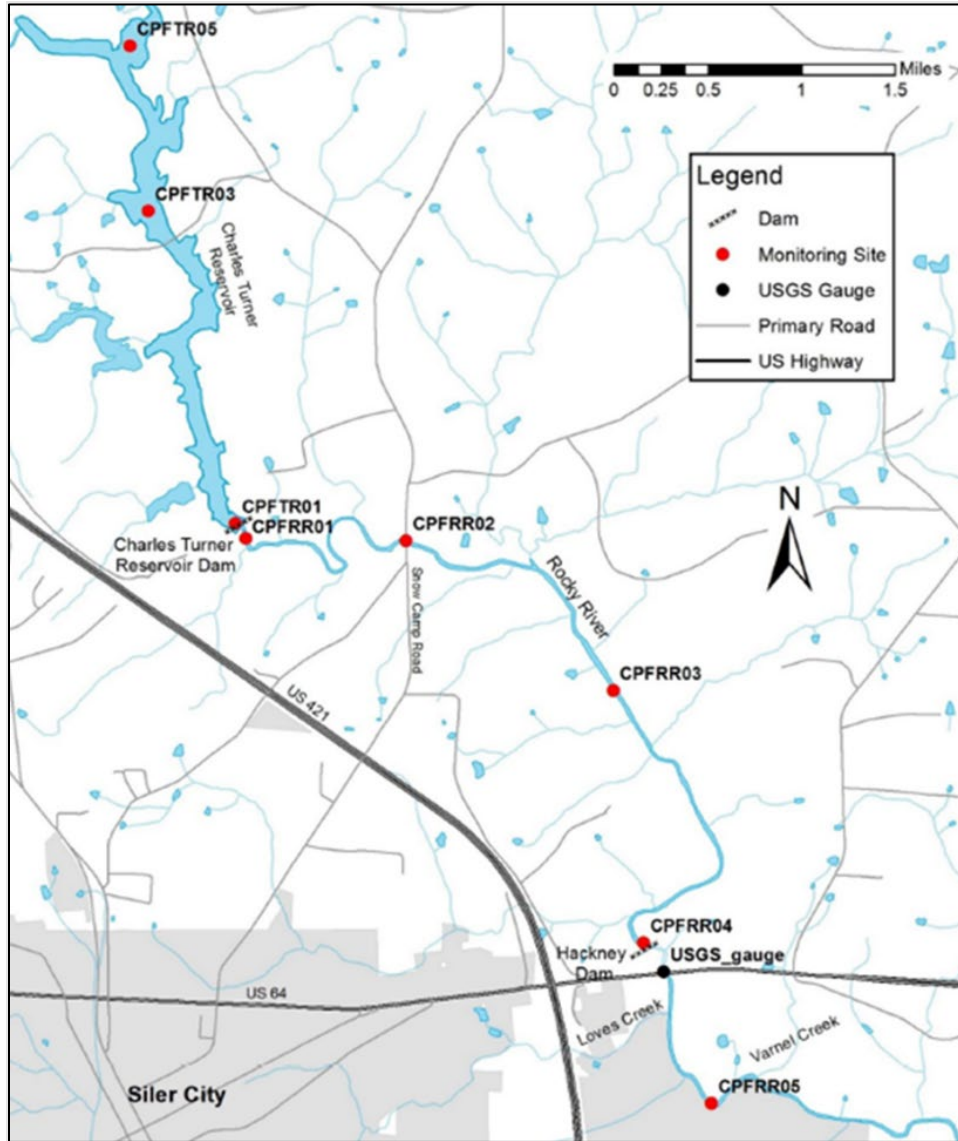 CPFTR05
Miles
0 0.25 0.5 1 1.5
Legend
Dam
Monitoring Site
USGS Gauge
Primary Road
US Highway
CPFTR03
Charles Turner
Reservoir
N
CPFTR01
CPFRR01
Charles Turner
Reservoir Dam
CPFRR02
Snow Camp Road
Rocky River
CPFRR03
US 421
CPFRR04
Hackney
Dam
USGS_gauge
US 64
Loves Creek
Varnel Creek
CPFRR05
Siler City